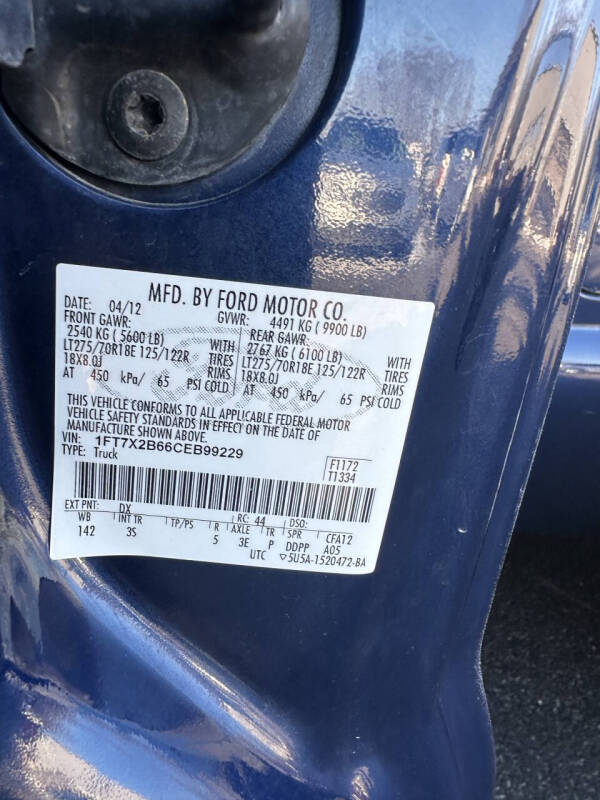 MFD. BY FORD MOTOR CO.
DATE: 04/12 GVWR: 4491 KG ( 9900 LB)
FRONT GAWR: REAR GAWR:
2540 KG ( 5600 LB) WITH 2767 KG ( 6100 LB) WITH
LT275/70R18E 125/122R TIRES LT275/70R18E 125/122R TIRES
18X8.0J RIMS 18X8.0J RIMS
AT 450 kPa/ 65 PSI COLD AT 450 kPa/ 65 PSI COLD
THIS VEHICLE CONFORMS TO ALL APPLICABLE FEDERAL MOTOR
VEHICLE SAFETY STANDARDS IN EFFECT ON THE DATE OF
MANUFACTURE SHOWN ABOVE.
VIN: 1FT7X2B66CEB99229
TYPE: Truck
F1172
T1334
EXT PNT: DX RC: 44 DSO:
WB INT TR TP/PS R AXLE TR SPR CFA12
142 3S 5 3E P DDPP A05
UTC ▽5U5A-1520472-BA